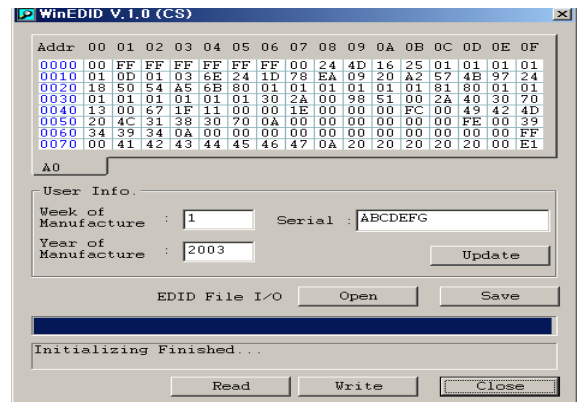 WinEDID V.1.0 (CS)
Addr 00 01 02 03 04 05 06 07 08 09 0A 0B 0C 0D 0E 0F
0000 00 FF FF FF FF FF FF 00 24 4D 16 25 01 01 01 01
0010 01 0D 01 03 6E 24 1D 78 EA 09 20 A2 57 4B 97 24
0020 18 50 54 A5 6B 80 01 01 01 01 01 01 81 80 01 01
0030 01 01 01 01 01 01 30 2A 00 98 51 00 2A 40 30 70
0040 13 00 67 1F 11 00 00 1E 00 00 00 FC 00 49 42 4D
0050 20 4C 31 38 30 70 0A 00 00 00 00 00 00 FE 00 39
0060 34 39 34 0A 00 00 00 00 00 00 00 00 00 00 00 FF
0070 00 41 42 43 44 45 46 47 0A 20 20 20 20 20 00 E1
A0
User Info.
Week of Manufacture : 1 Serial : ABCDEFG
Year of Manufacture : 2003 Update
EDID File I/O Open Save
Initializing Finished...
Read Write Close